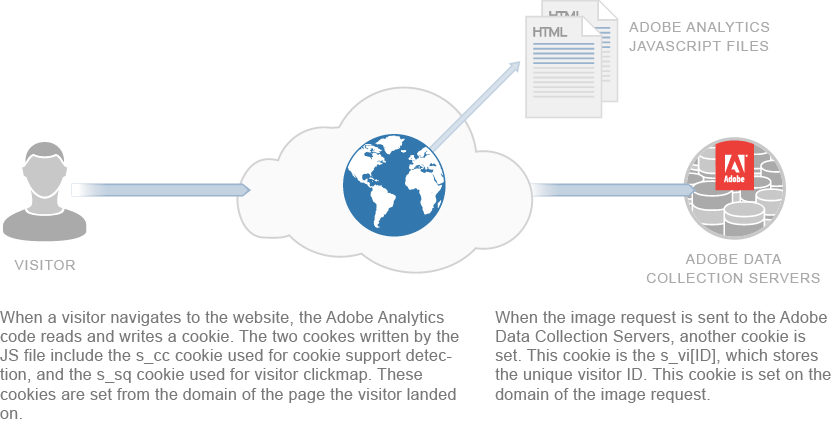 HTML
HTML
ADOBE ANALYTICS
JAVASCRIPT FILES
Adobe
VISITOR
ADOBE DATA
COLLECTION SERVERS
When a visitor navigates to the website, the Adobe Analytics
code reads and writes a cookie. The two cookes written by the
JS file include the s_cc cookie used for cookie support detec-
tion, and the s_sq cookie used for visitor clickmap. These
cookies are set from the domain of the page the visitor landed
on.
When the image request is sent to the Adobe
Data Collection Servers, another cookie is
set. This cookie is the s_vi[ID], which stores
the unique visitor ID. This cookie is set on the
domain of the image request.